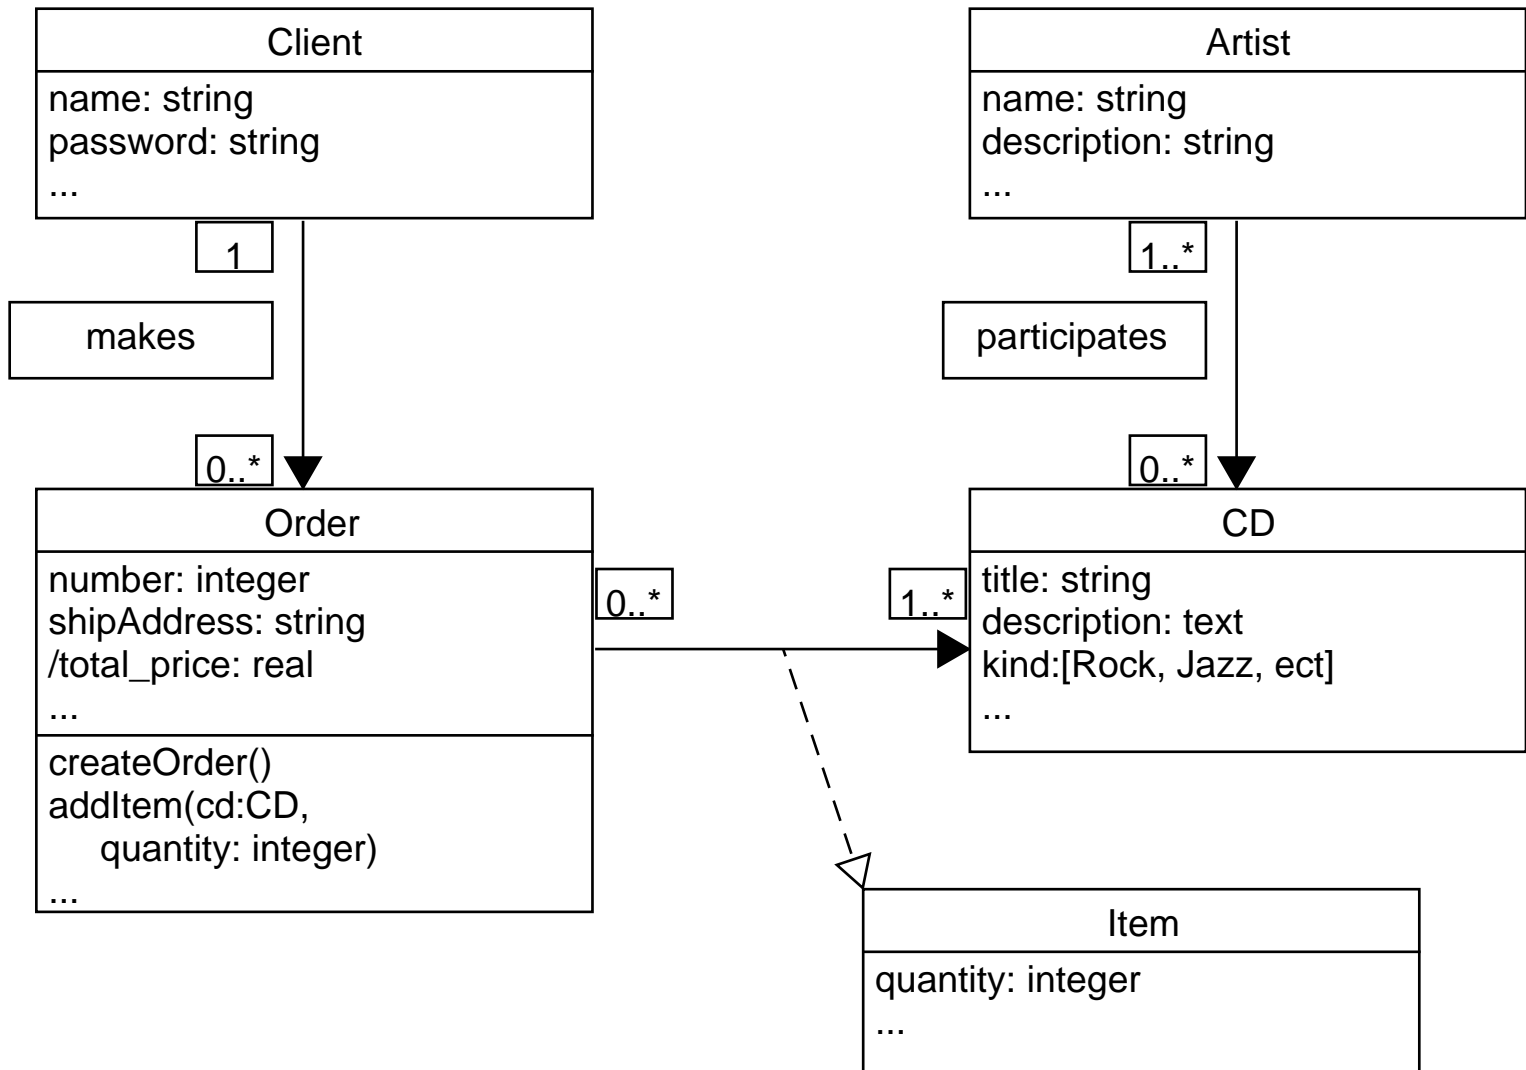 Client
name: string
password: string
...
1
makes
0..*
Artist
name: string
description: string
...
1..*
participates
0..*
Order
number: integer
shipAddress: string
/total_price: real
...
createOrder()
addItem(cd:CD,
quantity: integer)
...
0..*
1..*
CD
title: string
description: text
kind:[Rock, Jazz, ect]
...
Item
quantity: integer
...